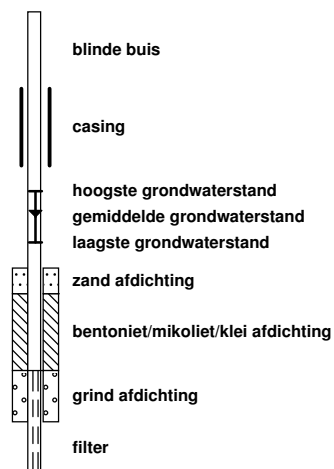 blinde buis
casing
hoogste grondwaterstand
gemiddelde grondwaterstand
laagste grondwaterstand
zand afdichting
bentoniet/mikoliet/klei afdichting
grind afdichting
filter